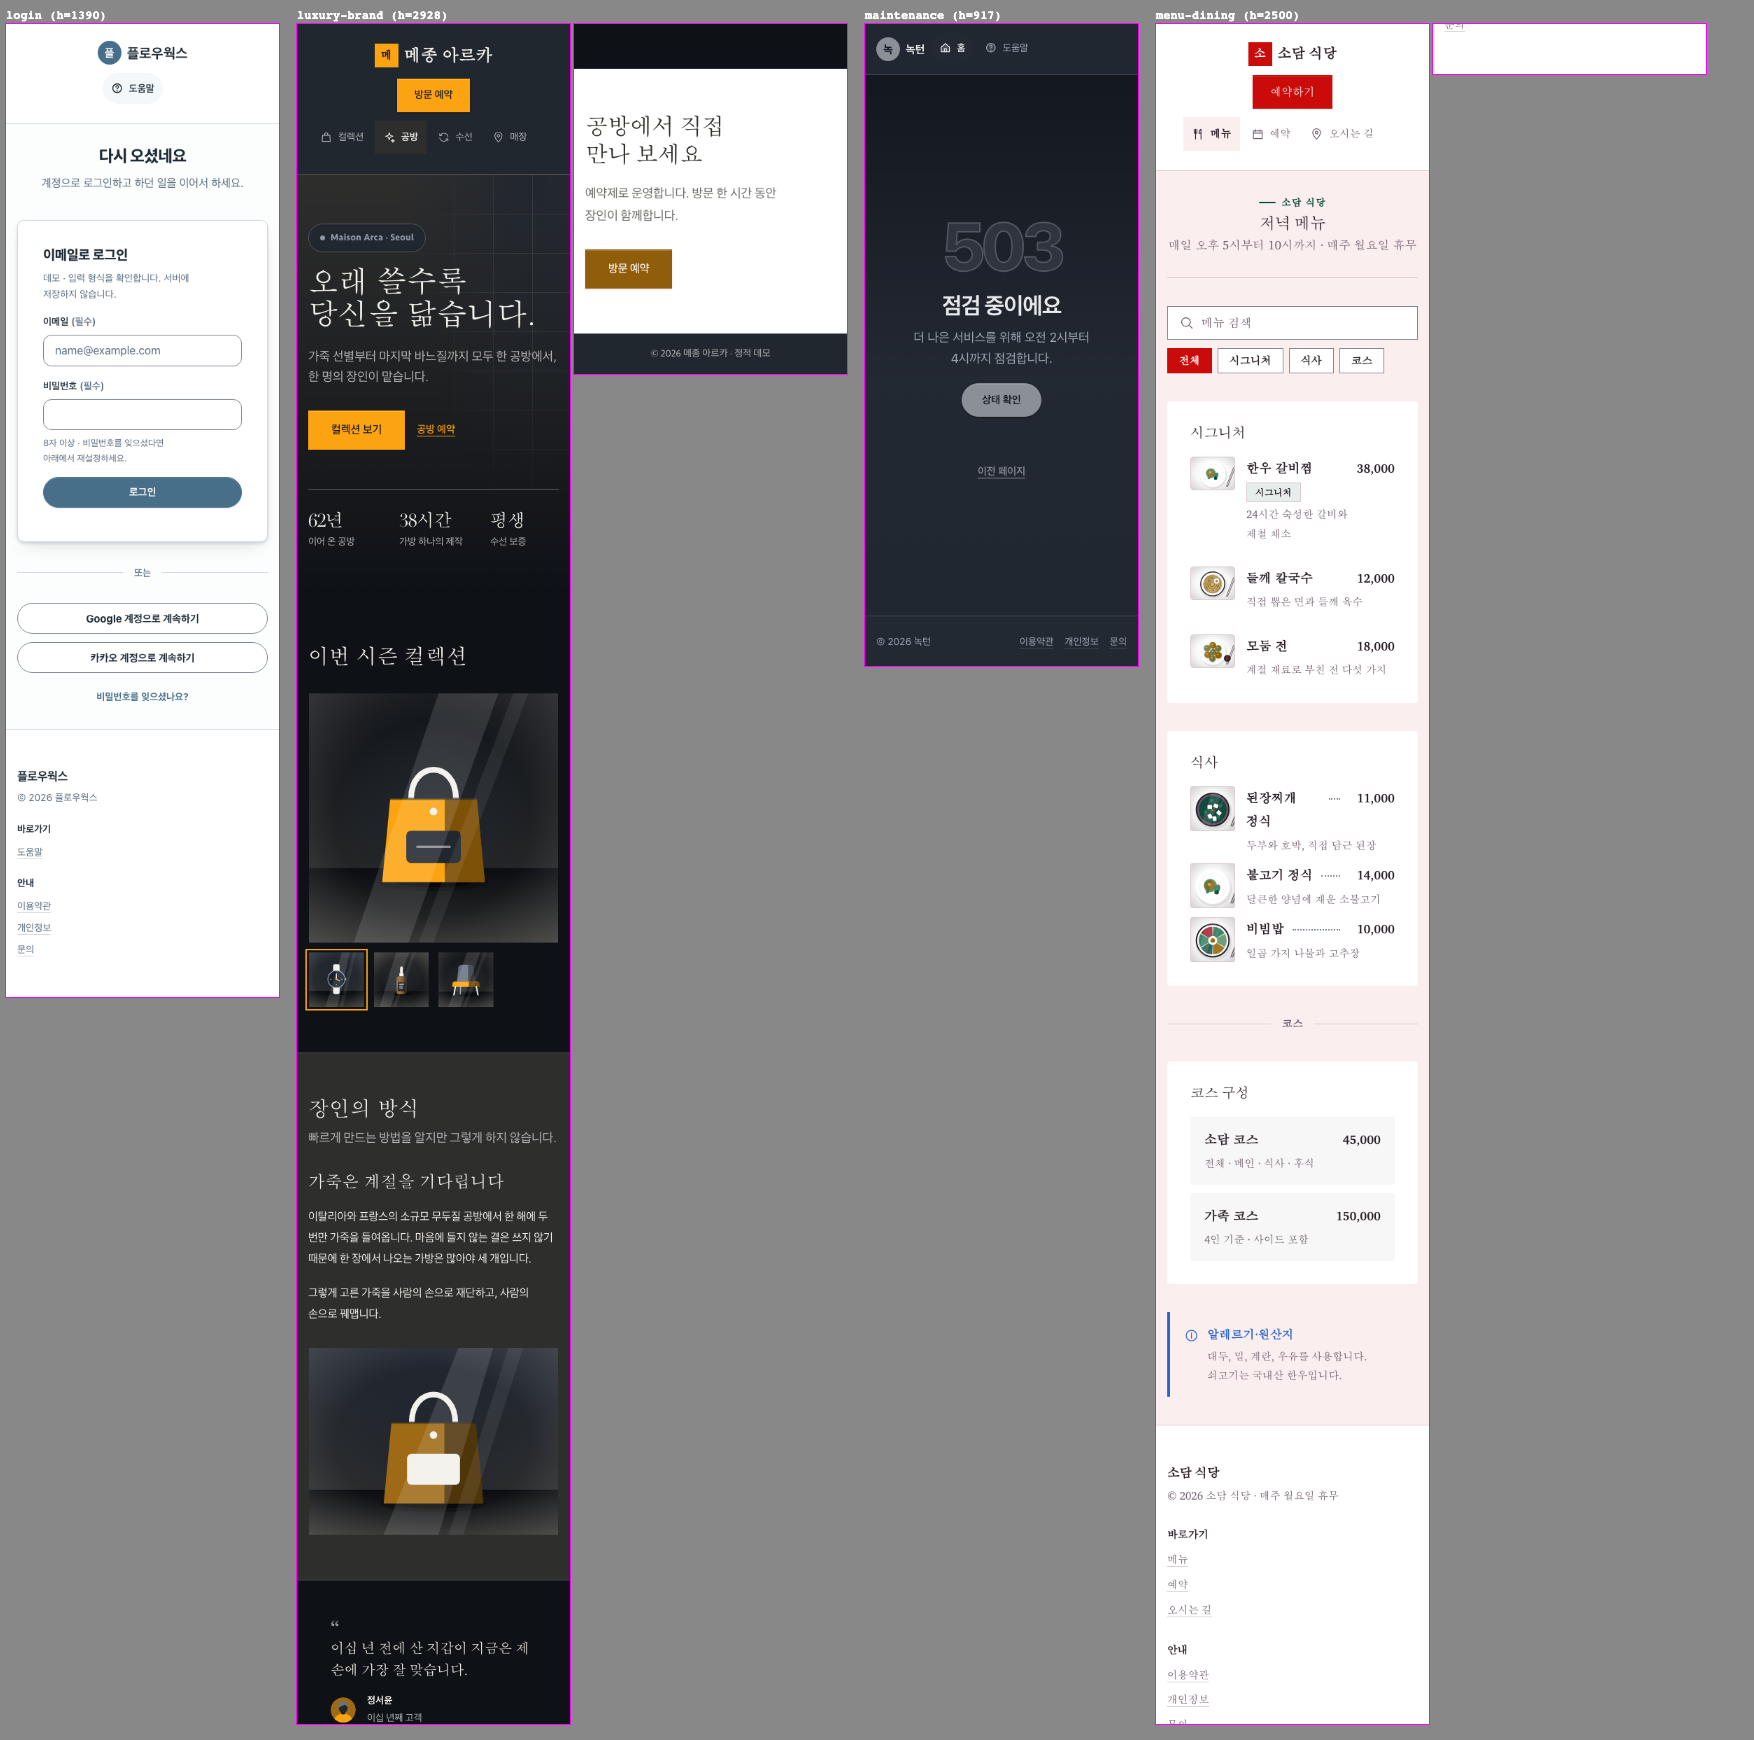 login (h=1390)
플 플로우웍스
도움말
다시 오셨네요
계정으로 로그인하고 하던 일을 이어서 하세요.
이메일로 로그인
데모 · 입력 형식을 확인합니다. 서버에
저장하지 않습니다.
이메일 (필수)
name@example.com
비밀번호 (필수)
8자 이상 · 비밀번호를 잊으셨다면
아래에서 재설정하세요.
로그인
또는
Google 계정으로 계속하기
카카오 계정으로 계속하기
비밀번호를 잊으셨나요?
플로우웍스
© 2026 플로우웍스
바로가기
도움말
안내
이용약관
개인정보
문의
luxury-brand (h=2928)
메 메종 아르카
방문 예약
컬렉션 공방 수선 매장
Maison Arca · Seoul
오래 쓸수록
당신을 닮습니다.
가죽 선별부터 마지막 바느질까지 모두 한 공방에서,
한 명의 장인이 맡습니다.
컬렉션 보기 공방 예약
62년 38시간 평생
이어 온 공방 가방 하나의 제작 수선 보증
이번 시즌 컬렉션
장인의 방식
빠르게 만드는 방법을 알지만 그렇게 하지 않습니다.
가죽은 계절을 기다립니다
이탈리아와 프랑스의 소규모 무두질 공방에서 한 해에 두
번만 가죽을 들여옵니다. 마음에 들지 않는 결은 쓰지 않기
때문에 한 장에서 나오는 가방은 많아야 세 개입니다.
그렇게 고른 가죽을 사람의 손으로 재단하고, 사람의
손으로 꿰맵니다.
“
이십 년 전에 산 지갑이 지금은 제
손에 가장 잘 맞습니다.
정서윤
이십 년째 고객
공방에서 직접
만나 보세요
예약제로 운영합니다. 방문 한 시간 동안
장인이 함께합니다.
방문 예약
© 2026 메종 아르카 · 정적 데모
maintenance (h=917)
녹 녹턴 홈 도움말
503
점검 중이에요
더 나은 서비스를 위해 오전 2시부터
4시까지 점검합니다.
상태 확인
이전 페이지
© 2026 녹턴 이용약관 개인정보 문의
menu-dining (h=2500)
소 소담 식당
예약하기
메뉴 예약 오시는 길
소담 식당
저녁 메뉴
매일 오후 5시부터 10시까지 · 매주 월요일 휴무
메뉴 검색
전체 시그니처 식사 코스
시그니처
한우 갈비찜 38,000
시그니처
24시간 숙성한 갈비와
제철 채소
들깨 칼국수 12,000
직접 뽑은 면과 들깨 육수
모둠 전 18,000
계절 재료로 부친 전 다섯 가지
식사
된장찌개 11,000
정식
두부와 호박, 직접 담근 된장
불고기 정식 14,000
달큰한 양념에 재운 소불고기
비빔밥 10,000
일곱 가지 나물과 고추장
코스
코스 구성
소담 코스 45,000
전채 · 메인 · 식사 · 후식
가족 코스 150,000
4인 기준 · 사이드 포함
알레르기·원산지
대두, 밀, 계란, 우유를 사용합니다.
쇠고기는 국내산 한우입니다.
소담 식당
© 2026 소담 식당 · 매주 월요일 휴무
바로가기
메뉴
예약
오시는 길
안내
이용약관
개인정보